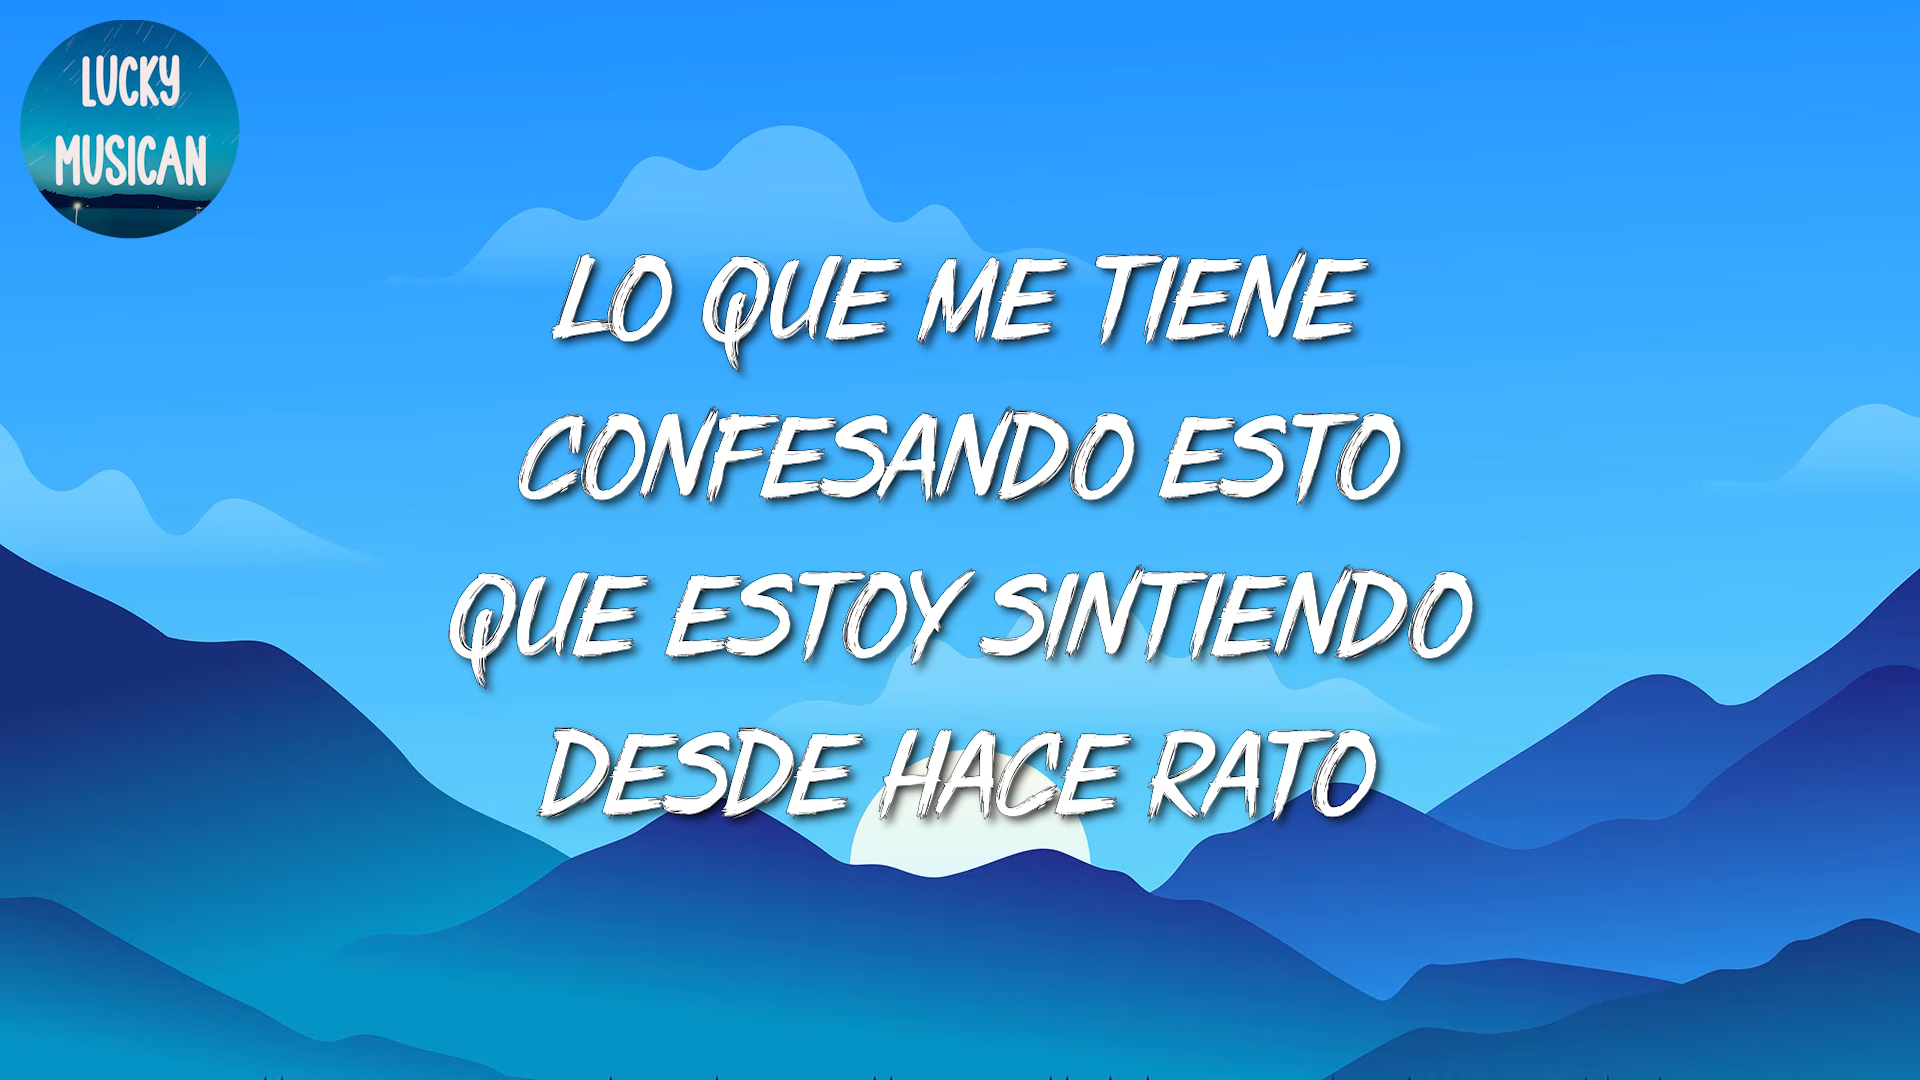 LUCKY
MUSICAN
LO QUE ME TIENE
CONFESANDO ESTO
QUE ESTOY SINTIENDO
DESDE HACE RATO